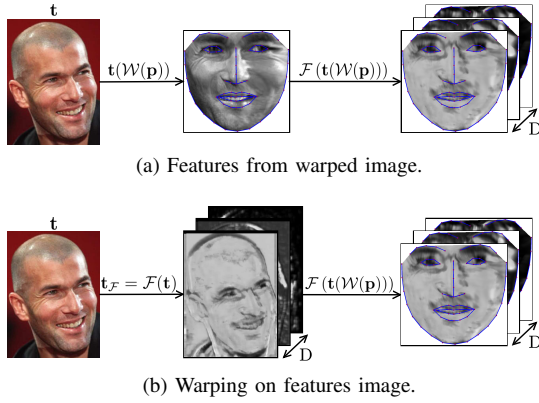 t
t(W(p))
F (t(W(p)))
D
(a) Features from warped image.
t
t_F = F(t)
F (t(W(p)))
D
D
(b) Warping on features image.